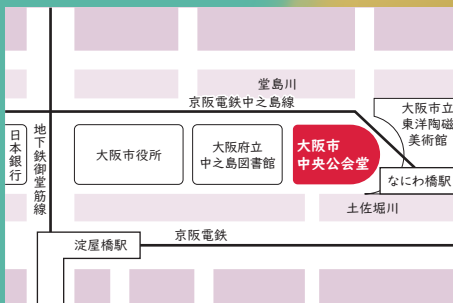 堂島川
京阪電鉄中之島線
大阪市立
東洋陶磁
美術館
日本銀行
地下鉄御堂筋線
大阪市役所
大阪府立
中之島図書館
大阪市
中央公会堂
なにわ橋駅
土佐堀川
京阪電鉄
淀屋橋駅